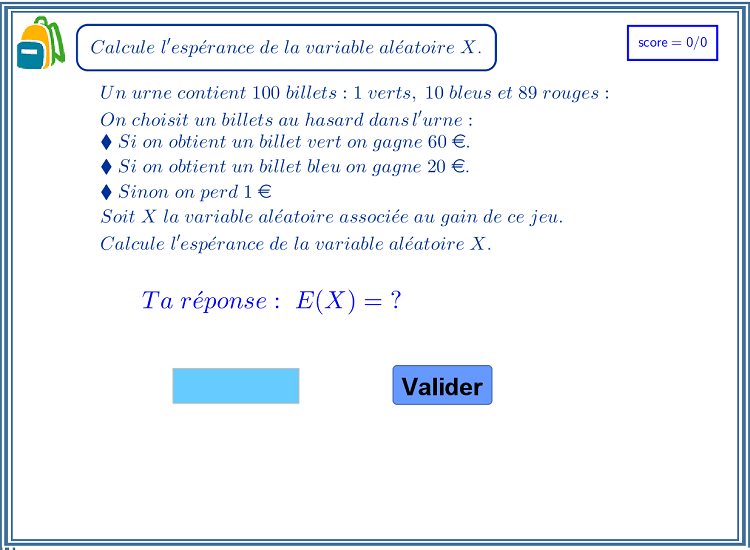 Calcule l'espérance de la variable aléatoire X.
score = 0/0
Un urne contient 100 billets : 1 verts, 10 bleus et 89 rouges :
On choisit un billets au hasard dans l'urne :
♦ Si on obtient un billet vert on gagne 60 €.
♦ Si on obtient un billet bleu on gagne 20 €.
♦ Sinon on perd 1 €
Soit X la variable aléatoire associée au gain de ce jeu.
Calcule l'espérance de la variable aléatoire X.
Ta réponse : E(X) = ?
Valider